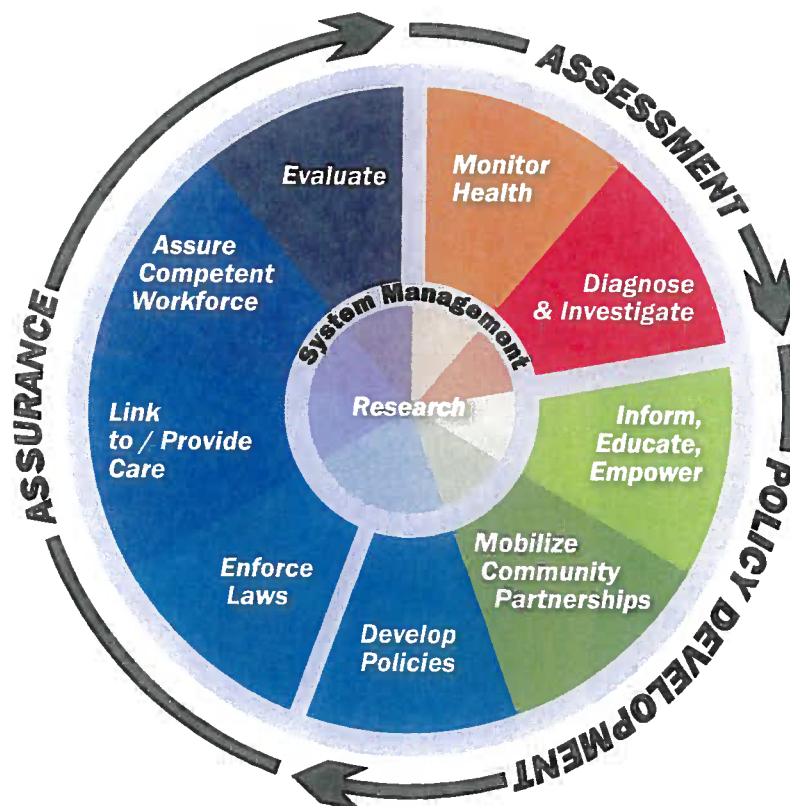 ASSESSMENT
Monitor
Health
Diagnose
& Investigate
POLICY DEVELOPMENT
Inform,
Educate,
Empower
Mobilize
Community
Partnerships
Develop
Policies
ASSURANCE
Enforce
Laws
Link
to / Provide
Care
Assure
Competent
Workforce
Evaluate
System Management
Research